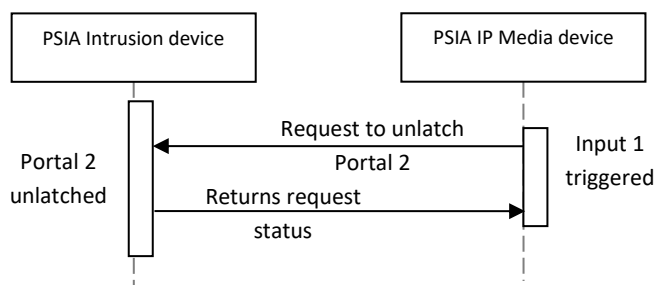 PSIA Intrusion device
PSIA IP Media device
Request to unlatch
Portal 2
Input 1
triggered
Portal 2
unlatched
Returns request
status